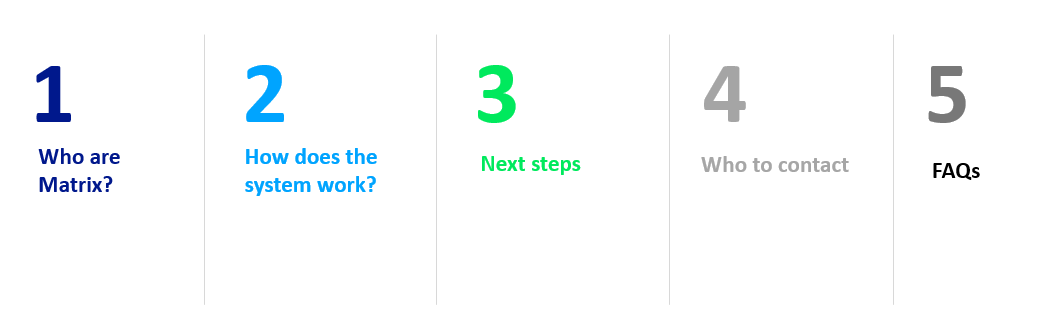 1
Who are
Matrix?
2
How does the
system work?
3
Next steps
4
Who to contact
5
FAQs